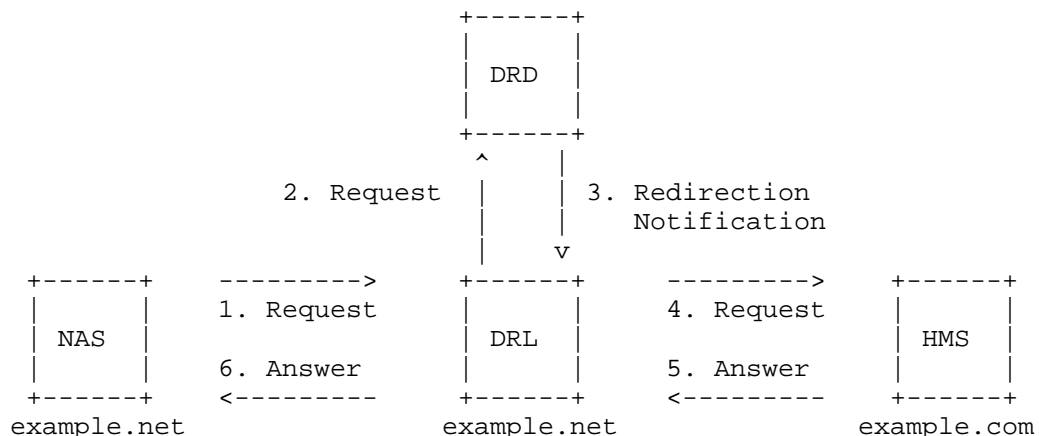 DRD
2. Request 3. Redirection
Notification
1. Request 4. Request
NAS DRL HMS
6. Answer 5. Answer
example.net example.net example.com